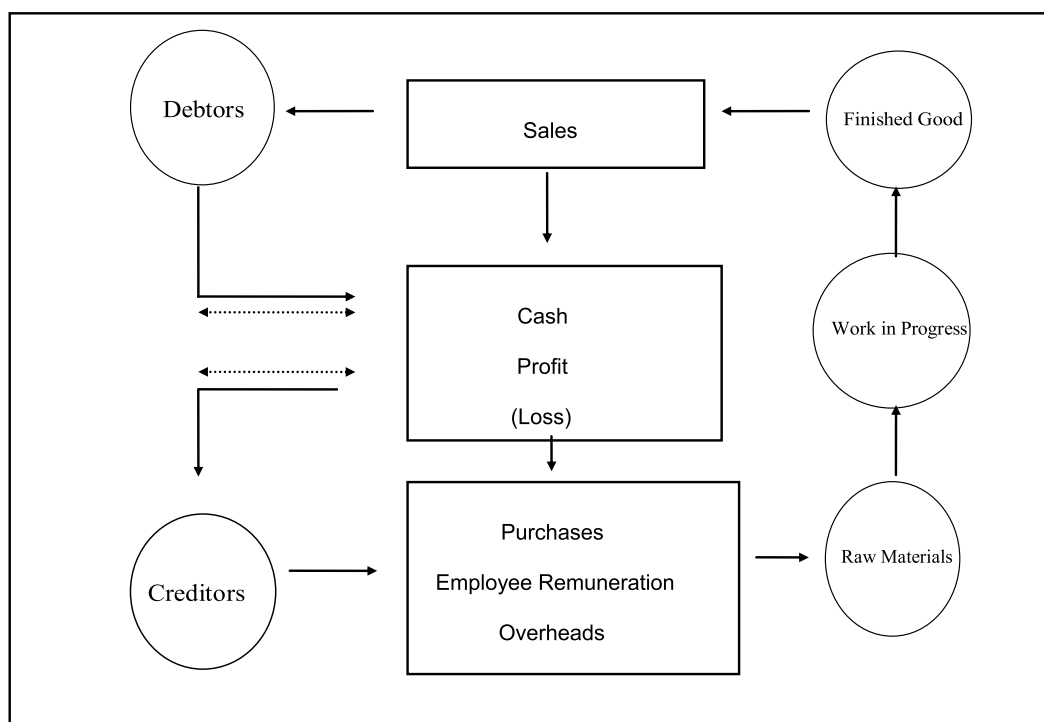 Debtors
Sales
Finished Good
Cash
Profit
(Loss)
Work in Progress
Creditors
Purchases
Employee Remuneration
Overheads
Raw Materials